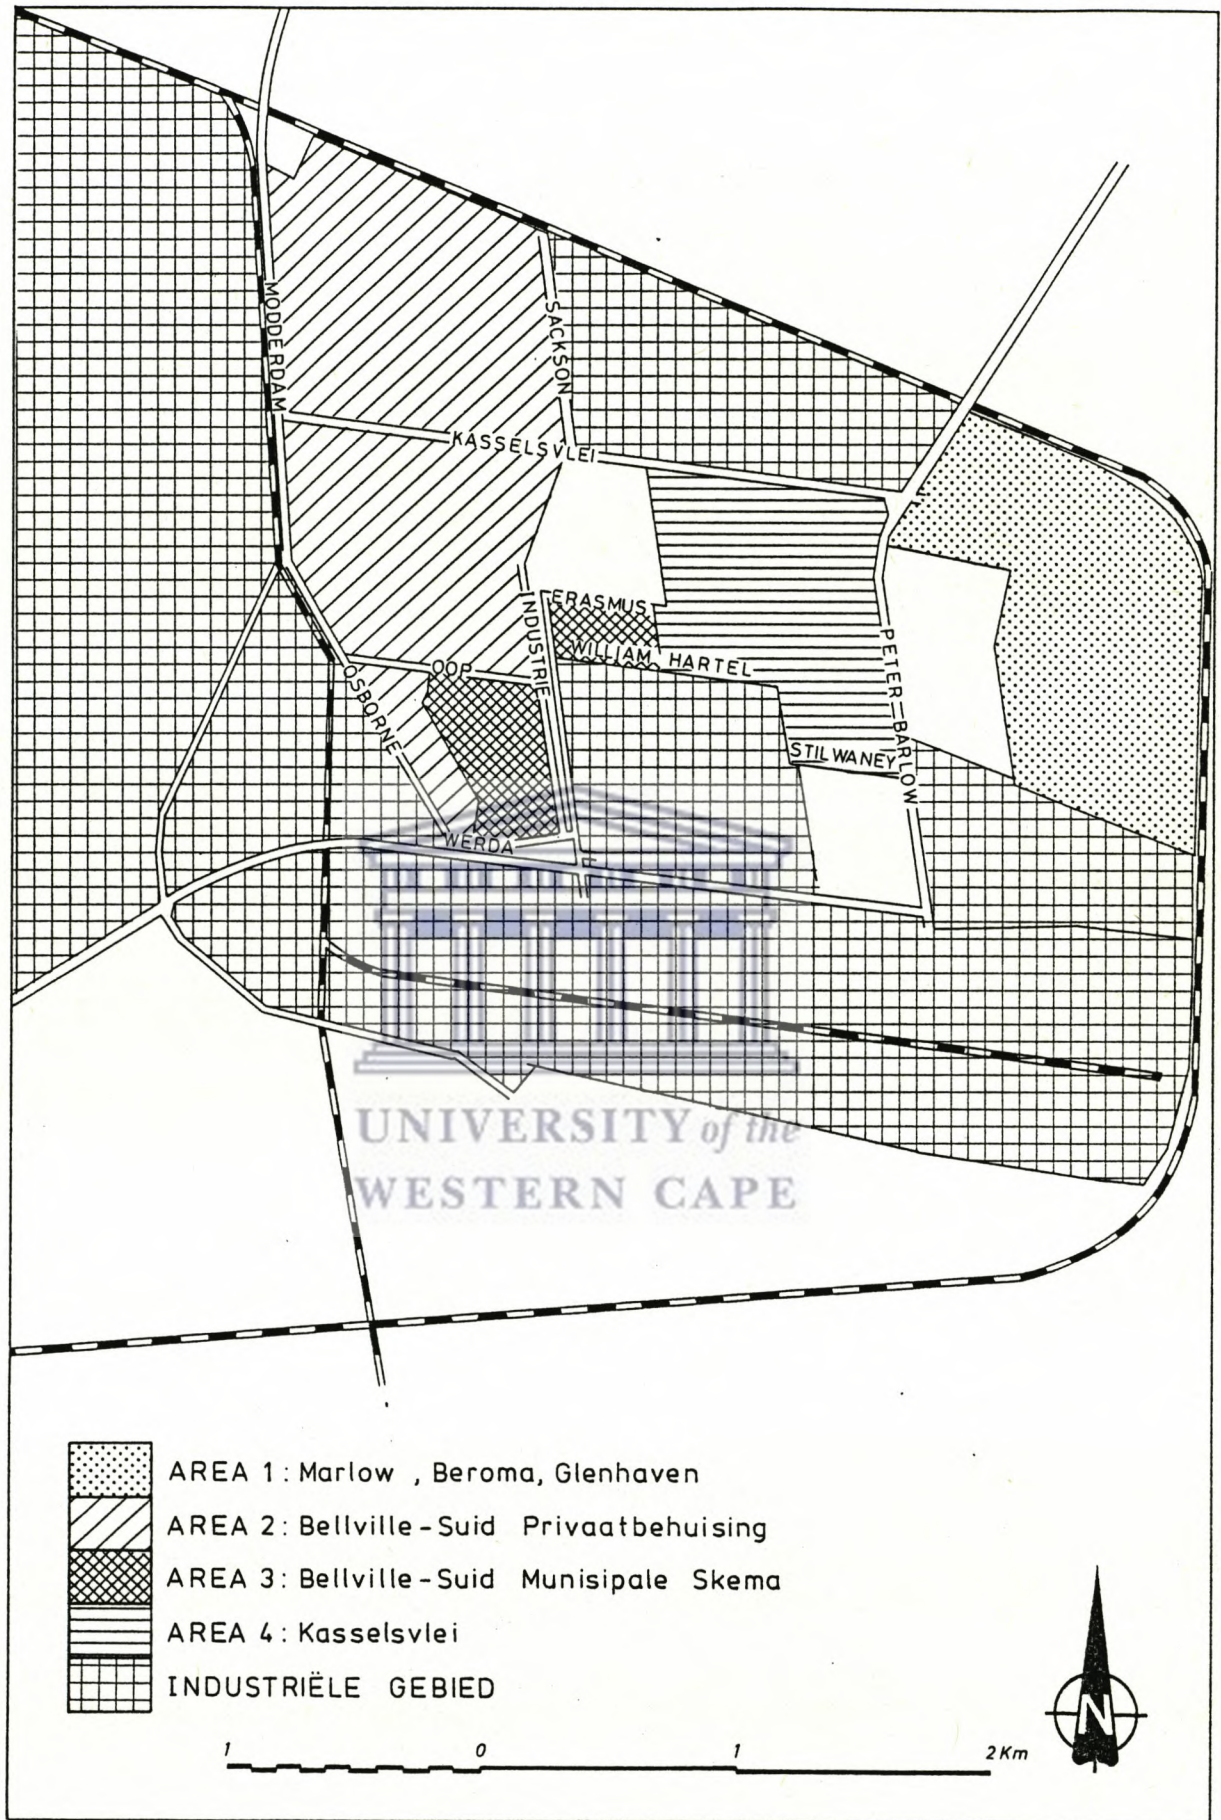 MODDERDAM
SACKSON
KASSELSVLEI
ERASMUS
INDUSTRIE
WILLIAM HARTEL
OOP
OSBORNE
PETER BARLOW
STILWANEY
WERDA
UNIVERSITY of the
WESTERN CAPE
AREA 1: Marlow , Beroma, Glenhaven
AREA 2: Bellville-Suid Privaatbehuising
AREA 3: Bellville-Suid Munisipale Skema
AREA 4: Kasselsvlei
INDUSTRIËLE GEBIED
N
1 0 1 2 Km